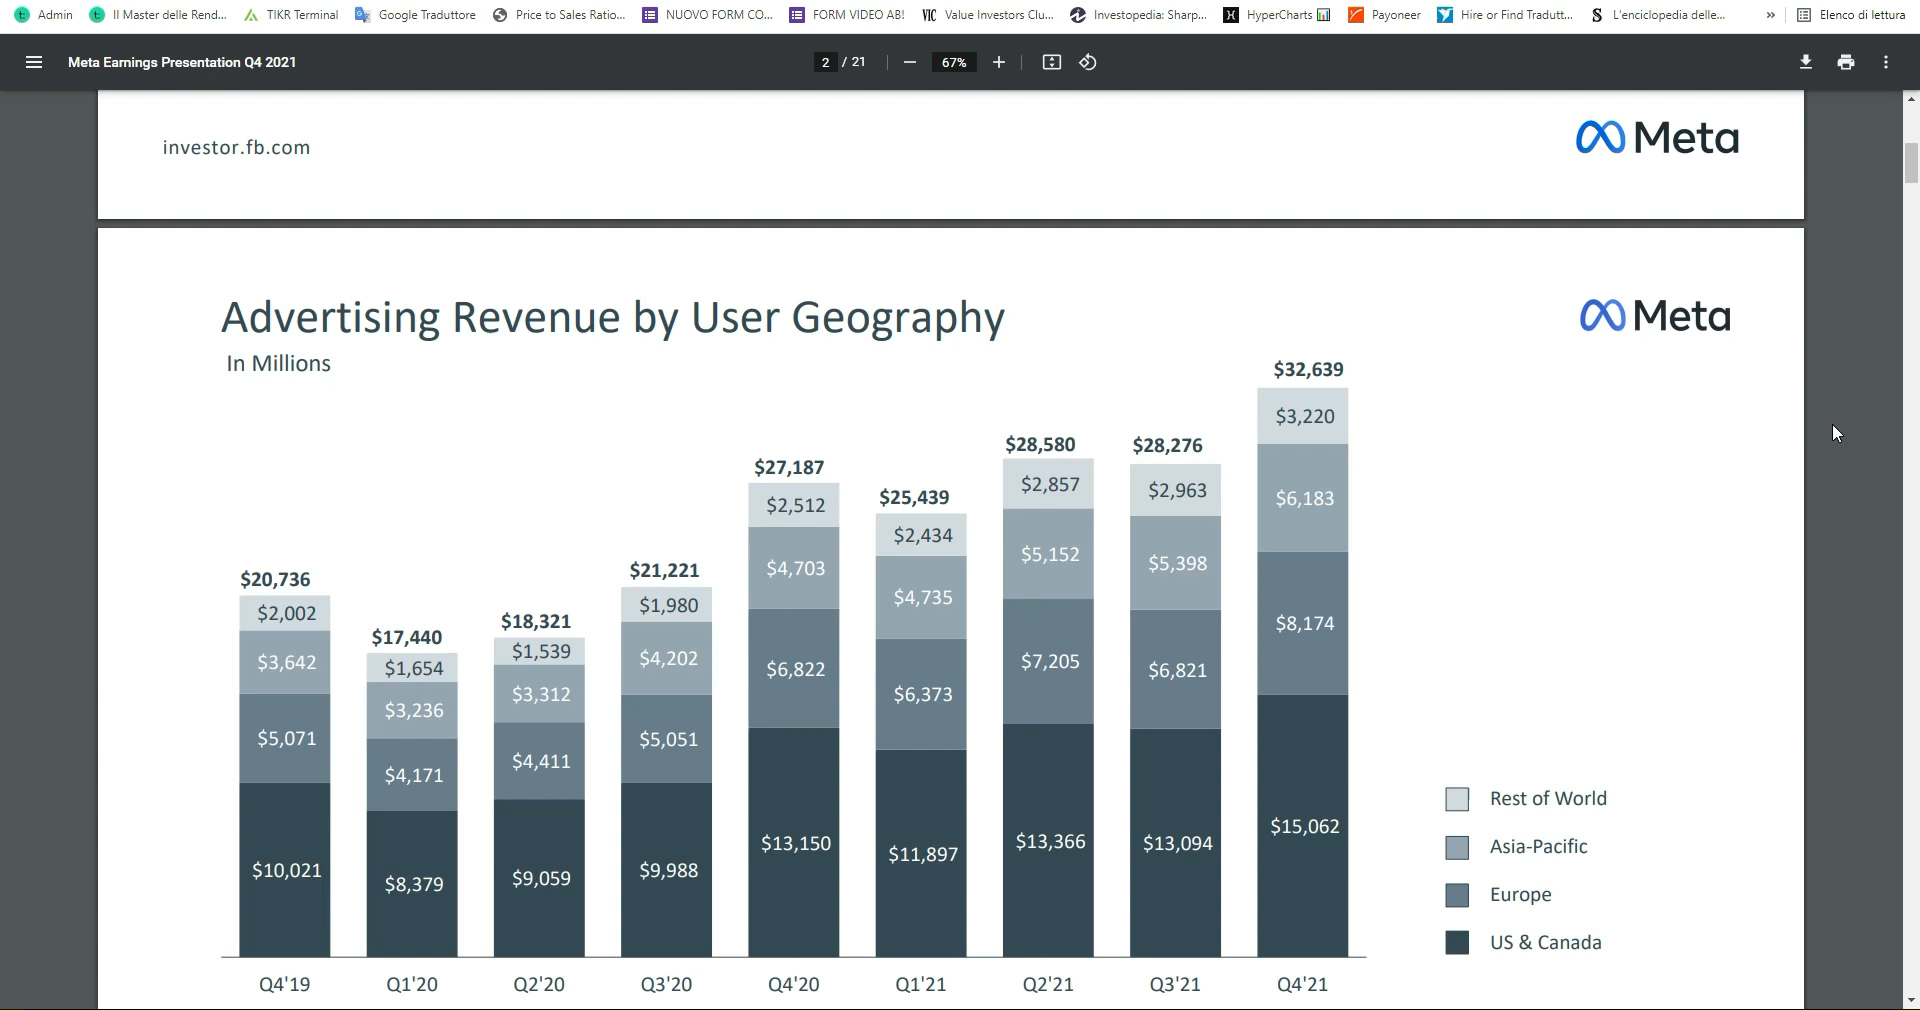 Admin Il Master delle Rend... TIKR Terminal Google Traduttore Price to Sales Ratio... NUOVO FORM CO... FORM VIDEO AB! VIC Value Investors Clu... Investopedia: Sharp... HyperCharts Payoneer Hire or Find Tradutt... S L'enciclopedia delle... » Elenco di lettura
Meta Earnings Presentation Q4 2021 2 / 21 67%
investor.fb.com Meta
Advertising Revenue by User Geography Meta
In Millions
$32,639
$3,220
$28,580 $28,276
$27,187
$2,857 $2,963 $6,183
$25,439
$2,512
$2,434
$5,152 $5,398
$21,221 $4,703
$20,736
$4,735
$1,980
$2,002
$18,321 $8,174
$17,440
$1,539
$4,202 $7,205
$3,642
$1,654 $6,822 $6,821
$3,312 $6,373
$3,236
$5,071 $5,051
$4,411
$4,171
Rest of World
$15,062
$13,150 $13,366 $13,094 Asia-Pacific
$11,897
$10,021 $9,988
$8,379 $9,059
Europe
US & Canada
Q4'19 Q1'20 Q2'20 Q3'20 Q4'20 Q1'21 Q2'21 Q3'21 Q4'21